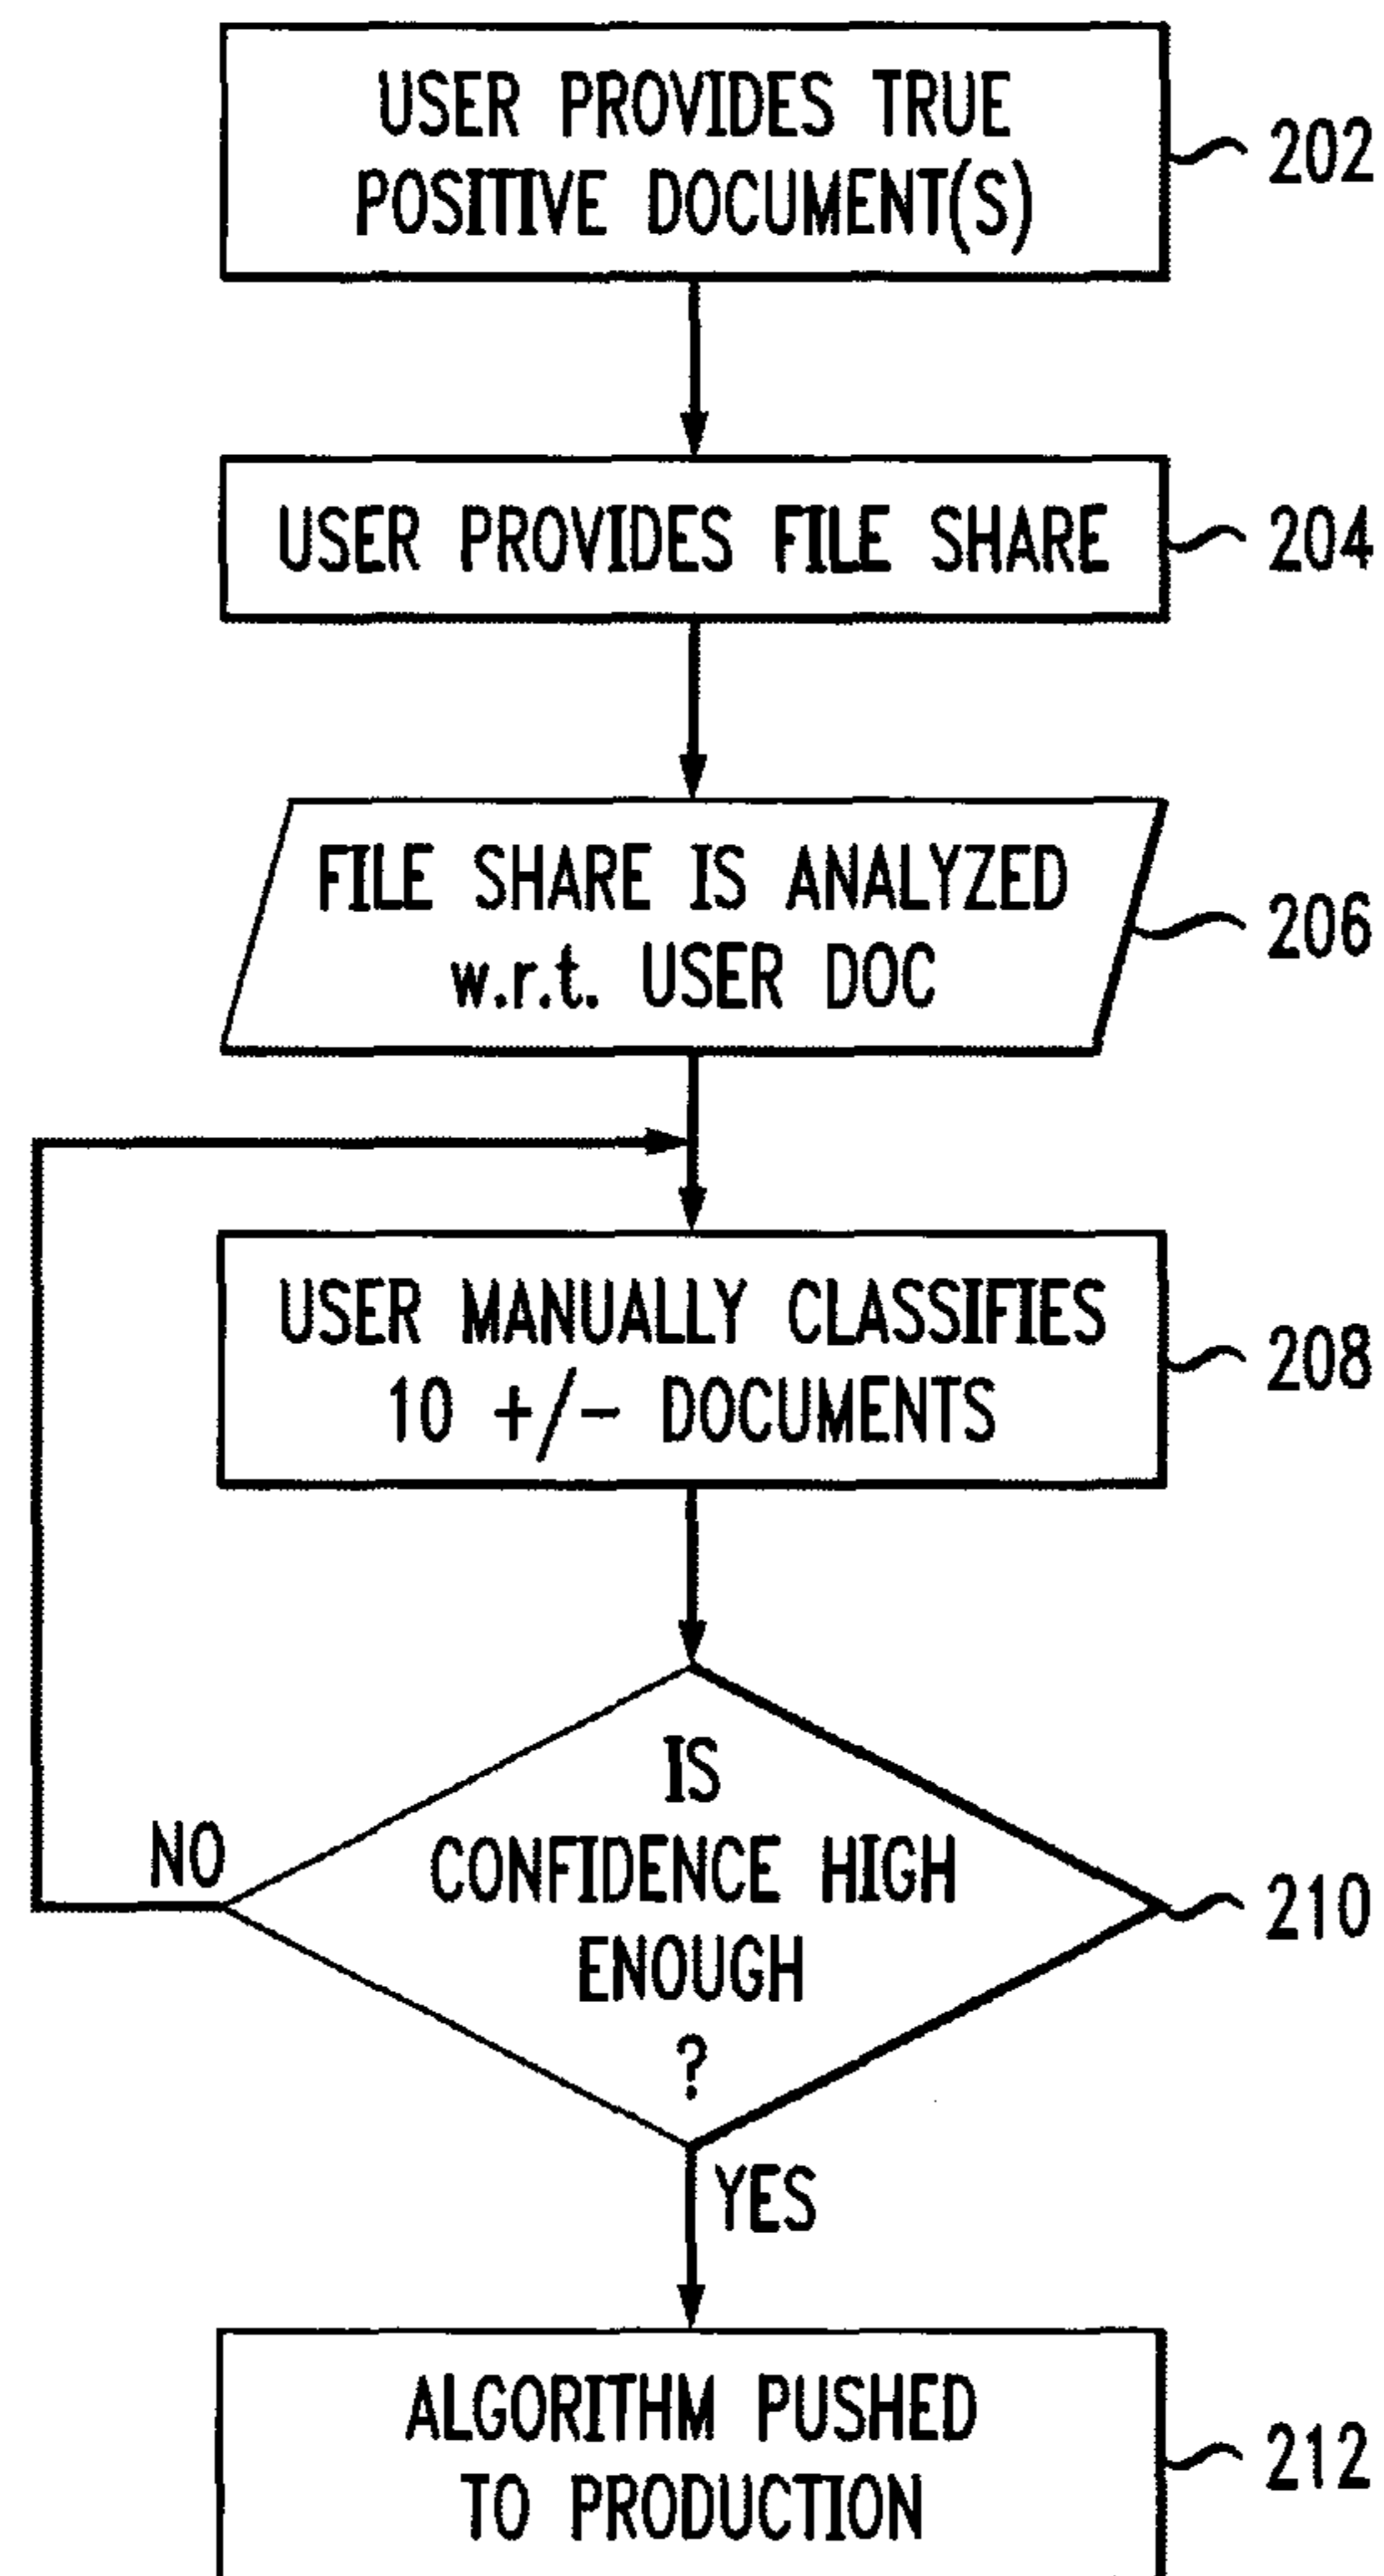 USER PROVIDES TRUE
POSITIVE DOCUMENT(S)
202
USER PROVIDES FILE SHARE
204
FILE SHARE IS ANALYZED
w.r.t. USER DOC
206
USER MANUALLY CLASSIFIES
10 +/- DOCUMENTS
208
IS
CONFIDENCE HIGH
ENOUGH
?
210
NO
YES
ALGORITHM PUSHED
TO PRODUCTION
212